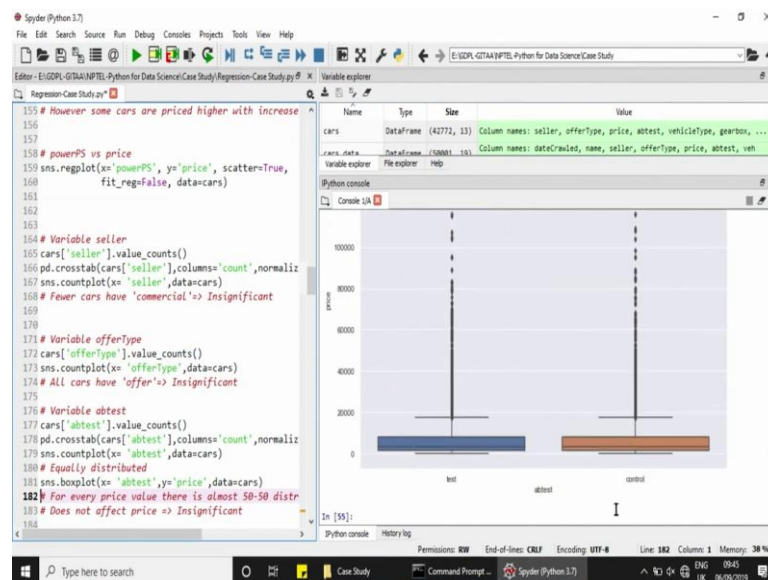 Spyder (Python 3.7)
File Edit Search Source Run Debug Consoles Projects Tools View Help
E:\GDPL-GITAA\NPTEL-Python for Data Science\Case Study
Editor - E:\GDPL-GITAA\NPTEL-Python for Data Science\Case Study\Regression-Case Study.py
Regression-Case Study.py*
155 # However some cars are priced higher with increase
156
157
158 # powerPS vs price
159 sns.regplot(x='powerPS', y='price', scatter=True,
160 fit_reg=False, data=cars)
161
162
163
164 # Variable seller
165 cars['seller'].value_counts()
166 pd.crosstab(cars['seller'],columns='count',normaliz
167 sns.countplot(x= 'seller',data=cars)
168 # Fewer cars have 'commercial'=> Insignificant
169
170
171 # Variable offerType
172 cars['offerType'].value_counts()
173 sns.countplot(x= 'offerType',data=cars)
174 # All cars have 'offer'=> Insignificant
175
176 # Variable abtest
177 cars['abtest'].value_counts()
178 pd.crosstab(cars['abtest'],columns='count',normaliz
179 sns.countplot(x= 'abtest',data=cars)
180 # Equally distributed
181 sns.boxplot(x= 'abtest',y='price',data=cars)
182 # For every price value there is almost 50-50 distr
183 # Does not affect price => Insignificant
184
Variable explorer
Name Type Size Value
cars DataFrame (42772, 13) Column names: seller, offerType, price, abtest, vehicleType, gearbox, ...
cars_data DataFrame (50001, 19) Column names: dateCrawled, name, seller, offerType, price, abtest, veh
Variable explorer File explorer Help
IPython console
Console 1/A
100000
80000
60000
40000
20000
0
price
test control
abtest
In [55]:
IPython console History log
Permissions: RW End-of-lines: CRLF Encoding: UTF-8 Line: 182 Column: 1 Memory: 38 %
Type here to search
Case Study
Command Prompt...
Spyder (Python 3.7)
ENG
UK
09:45
06/09/2019